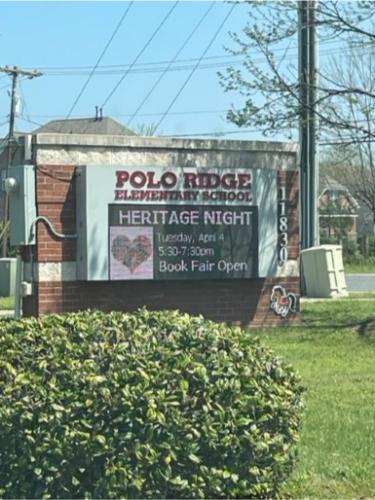 POLO RIDGE
ELEMENTARY SCHOOL
HERITAGE NIGHT
Tuesday, April 4
5:30-7:30pm
Book Fair Open
11830